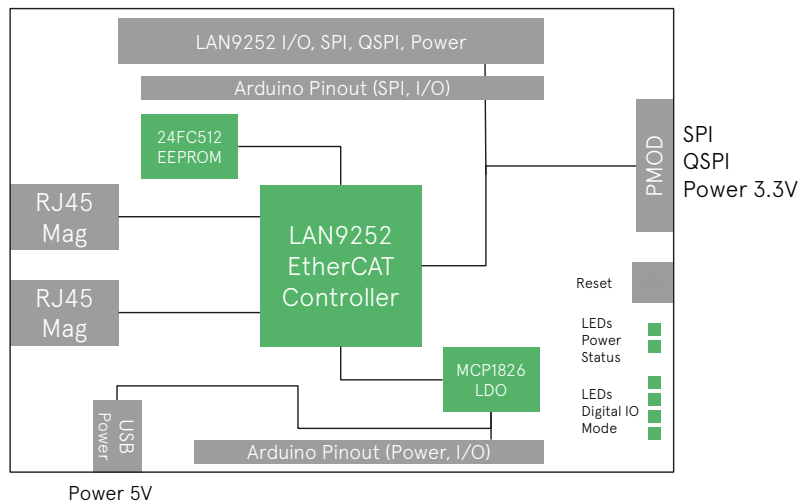 LAN9252 I/O, SPI, QSPI, Power
Arduino Pinout (SPI, I/O)
24FC512
EEPROM
PMOD
SPI
QSPI
Power 3.3V
RJ45
Mag
LAN9252
EtherCAT
Controller
RJ45
Mag
Reset
LEDs
Power
Status
MCP1826
LDO
LEDs
Digital IO
Mode
USB
Power
Arduino Pinout (Power, I/O)
Power 5V